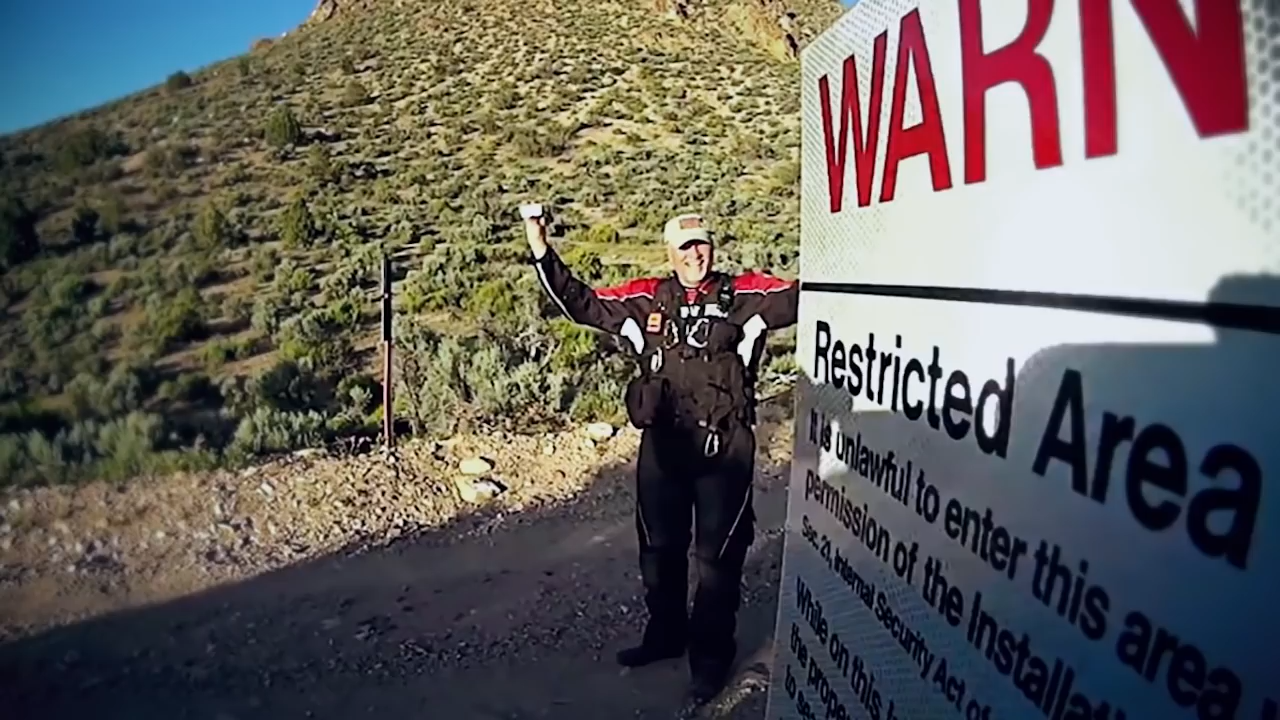 WARN
Restricted Area
It is unlawful to enter this area
permission of the Installat
Sec. 21, Internal Security Act of
While on this
the prope
to se